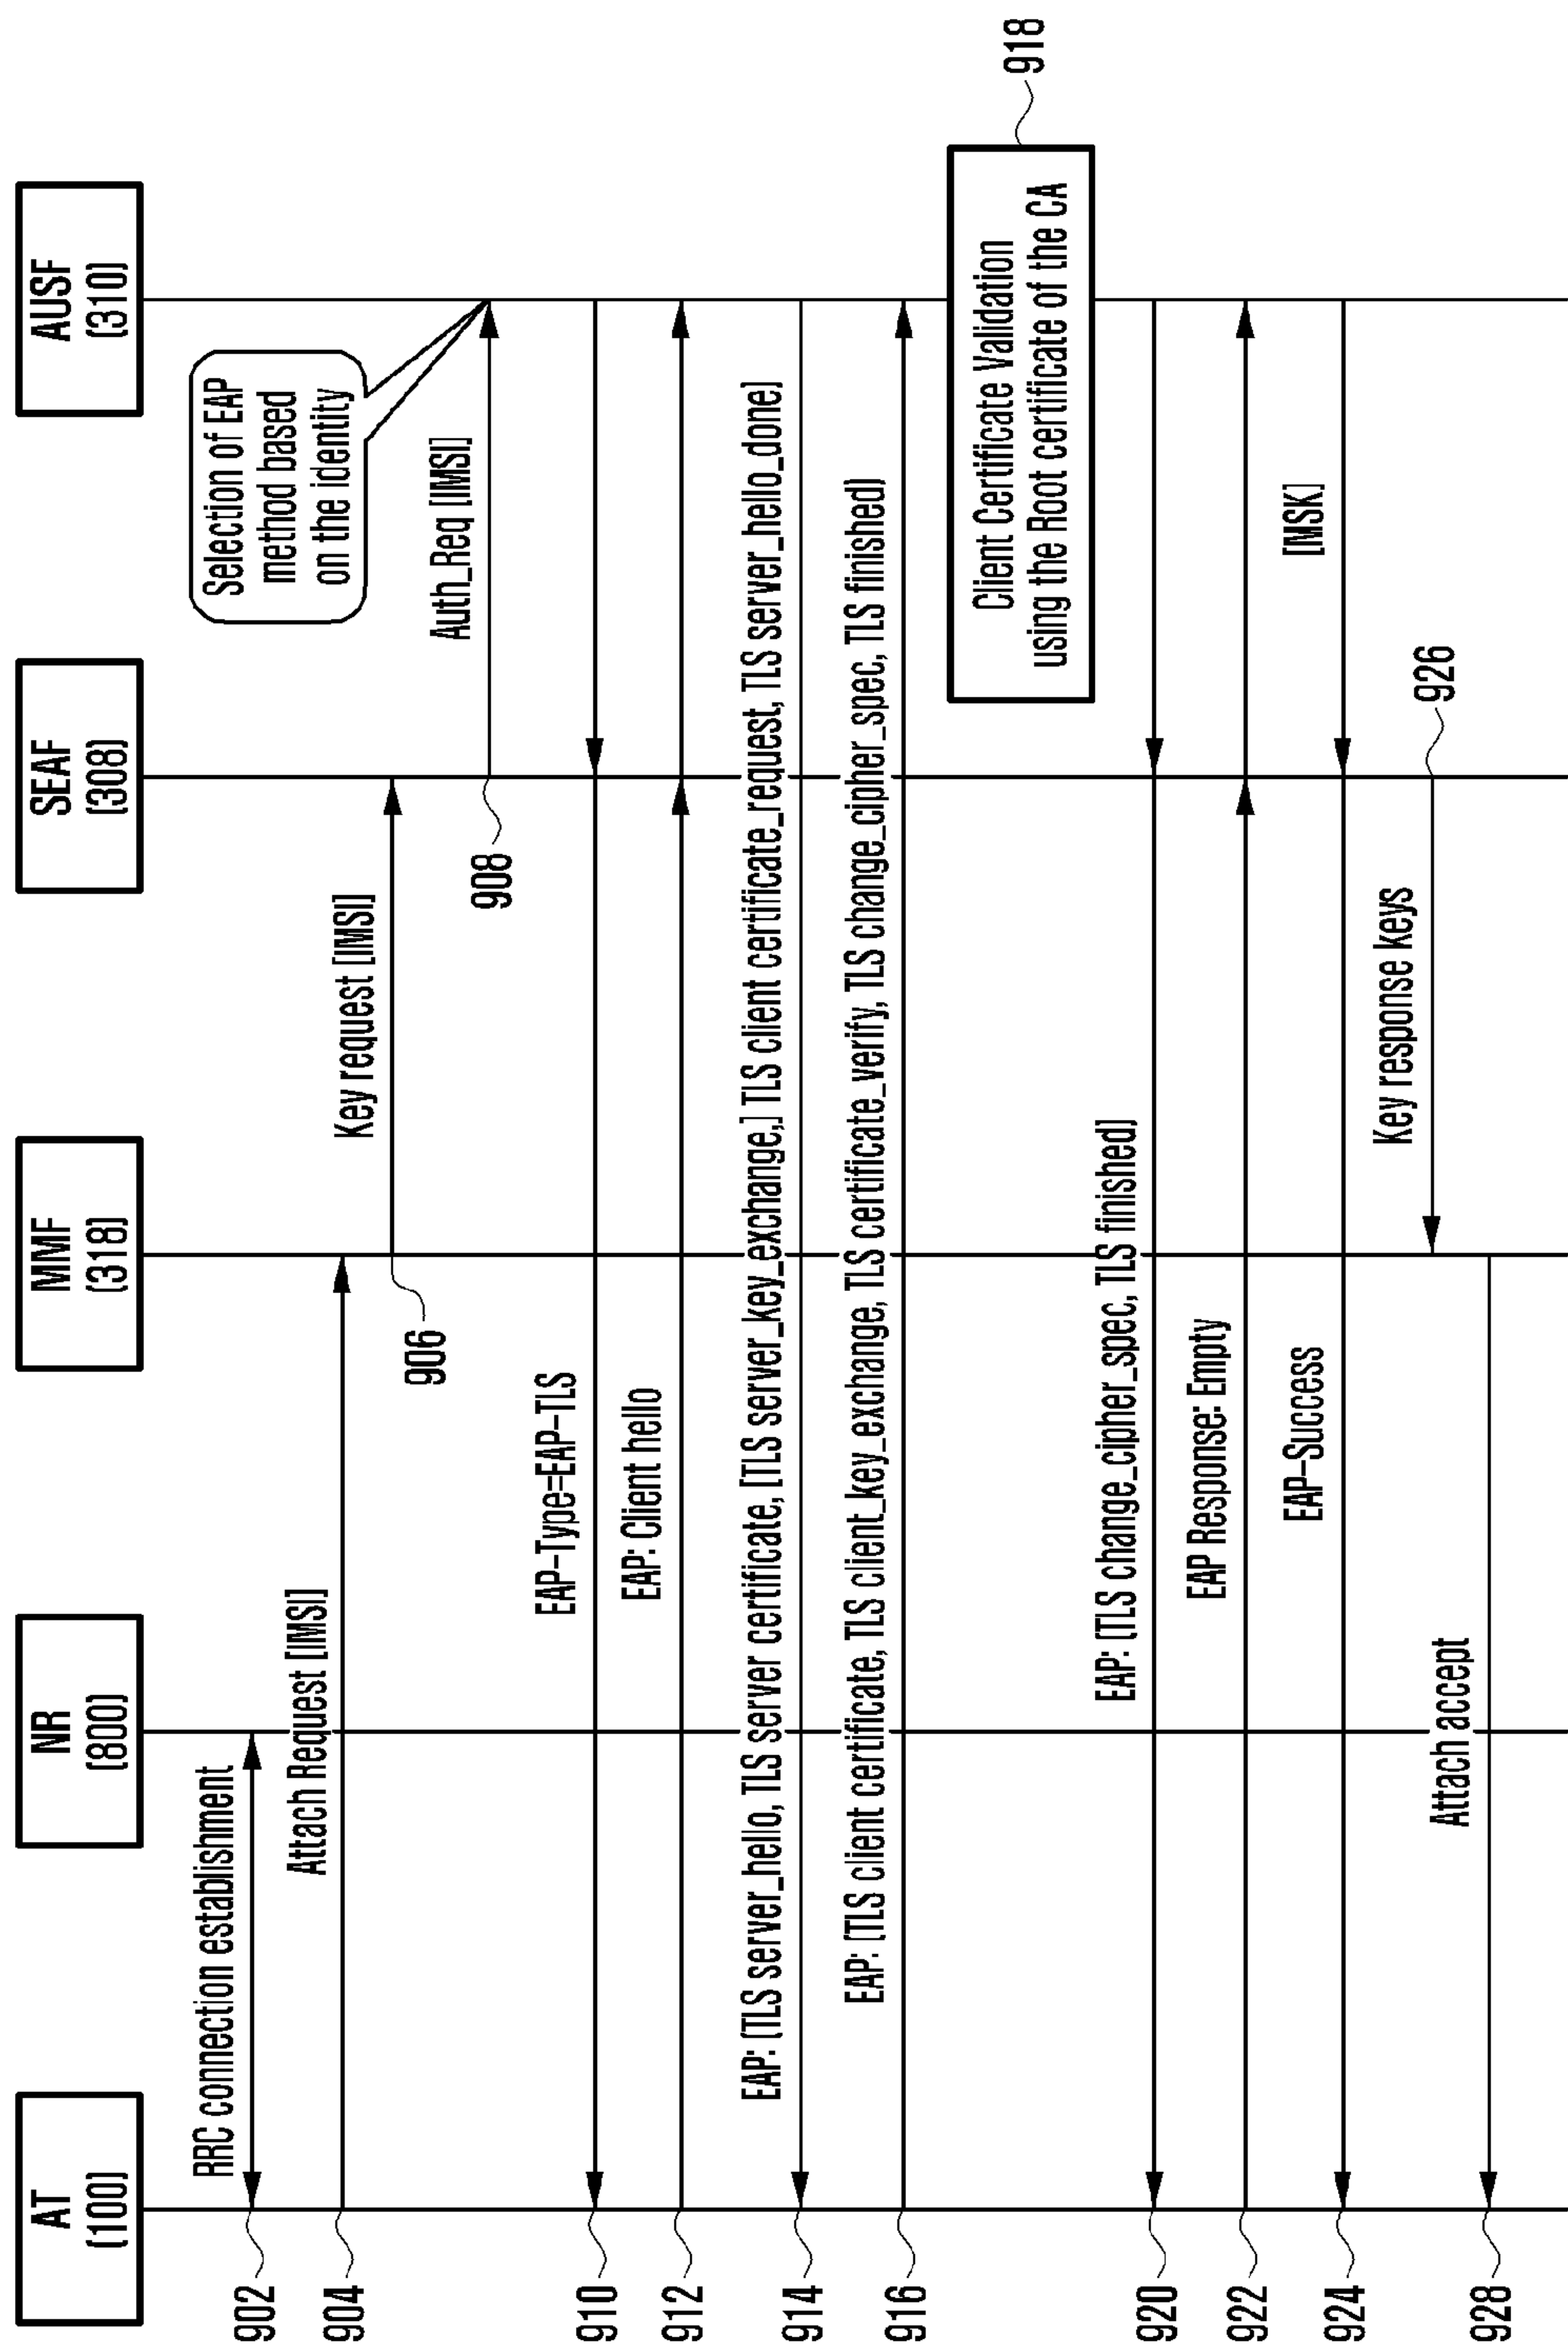 AT
(100)
NR
(800)
MMF
(318)
SEAF
(308)
AUSF
(310)
RRC connection establishment
902
Attach Request [IMSI]
904
Key request [IMSI]
906
Selection of EAP
method based
on the identity
Auth_Req [IMSI]
908
EAP-Type=EAP-TLS
910
EAP: Client hello
912
EAP: (TLS server_hello, TLS server certificate, [TLS server_key_exchange,] TLS client certificate_request, TLS server_hello_done)
914
EAP: (TLS client certificate, TLS client_key_exchange, TLS certificate_verify, TLS change_cipher_spec, TLS finished)
916
Client Certificate Validation
using the Root certificate of the CA
918
EAP: (TLS change_cipher_spec, TLS finished)
920
EAP Response: Empty
922
EAP-Success
[MSK]
924
Key response keys
926
Attach accept
928